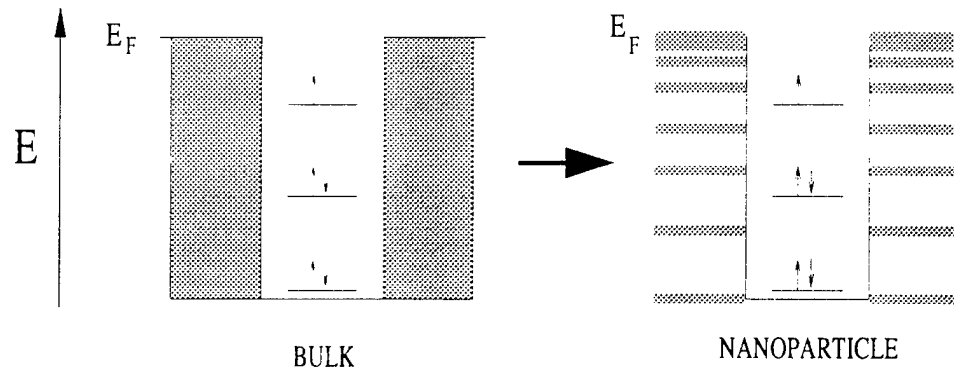 E_F
E_F
E
BULK
NANOPARTICLE